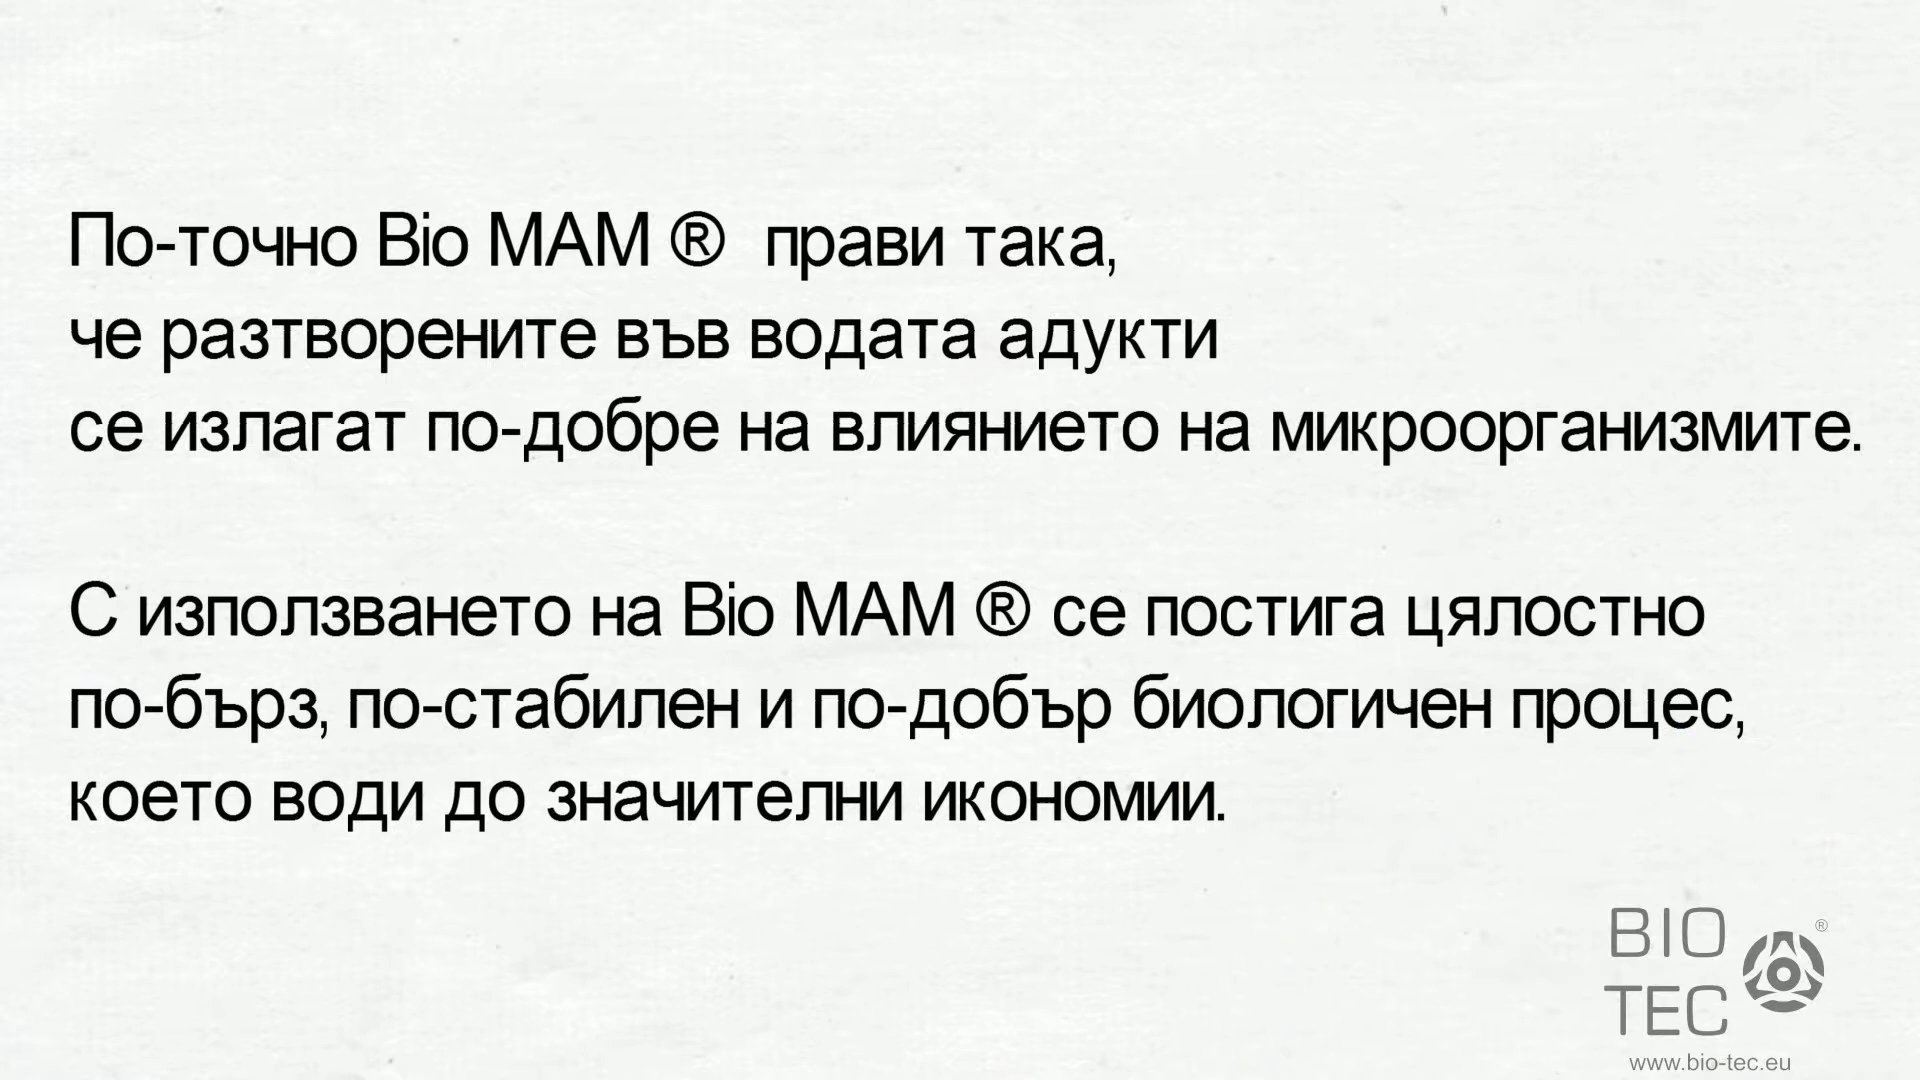 По-точно Bio MAM ®  прави така,
че разтворените във водата адукти
се излагат по-добре на влиянието на микроорганизмите.
С използването на Bio MAM ® се постига цялостно
по-бърз, по-стабилен и по-добър биологичен процес,
което води до значителни икономии.
BIO
TEC
®
www.bio-tec.eu